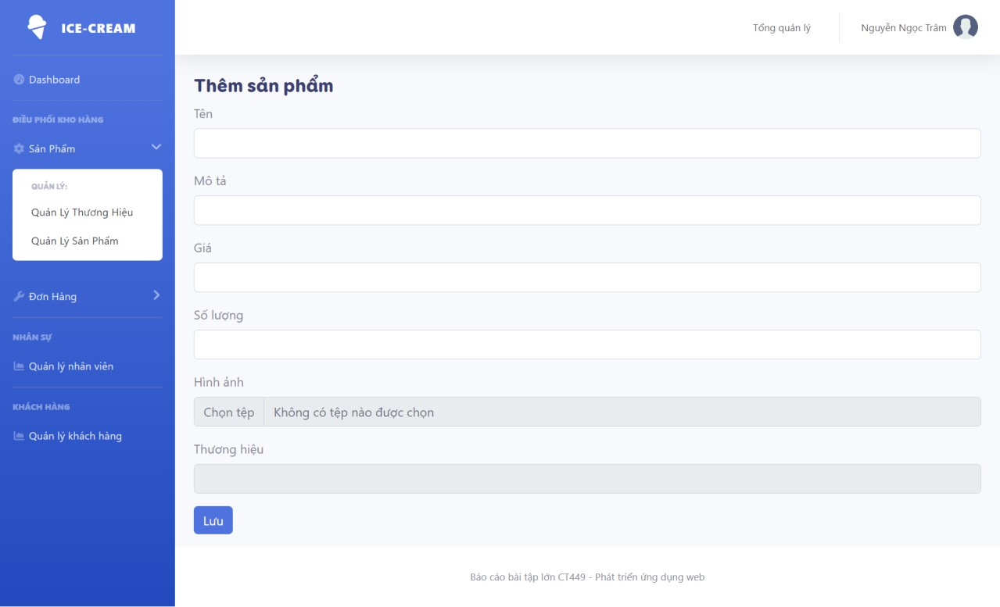 ICE-CREAM
Dashboard
ĐIỀU PHỐI KHO HÀNG
Sản Phẩm
QUẢN LÝ:
Quản Lý Thương Hiệu
Quản Lý Sản Phẩm
Đơn Hàng
NHÂN SỰ
Quản lý nhân viên
KHÁCH HÀNG
Quản lý khách hàng
Tổng quản lý
Nguyễn Ngọc Trâm
Thêm sản phẩm
Tên
Mô tả
Giá
Số lượng
Hình ảnh
Chọn tệp Không có tệp nào được chọn
Thương hiệu
Lưu
Báo cáo bài tập lớn CT449 - Phát triển ứng dụng web